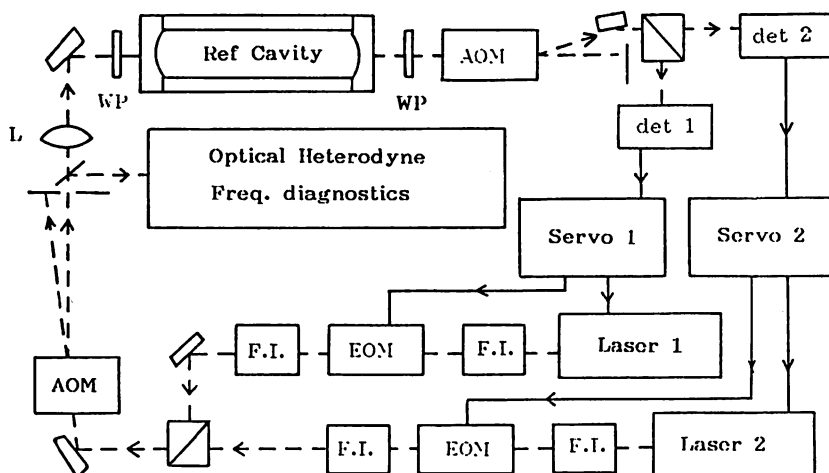 Ref Cavity
AOM
det 2
WP
WP
L
det 1
Optical Heterodyne
Freq. diagnostics
Servo 1
Servo 2
F.I.
EOM
F.I.
Laser 1
AOM
F.I.
EOM
F.I.
Laser 2